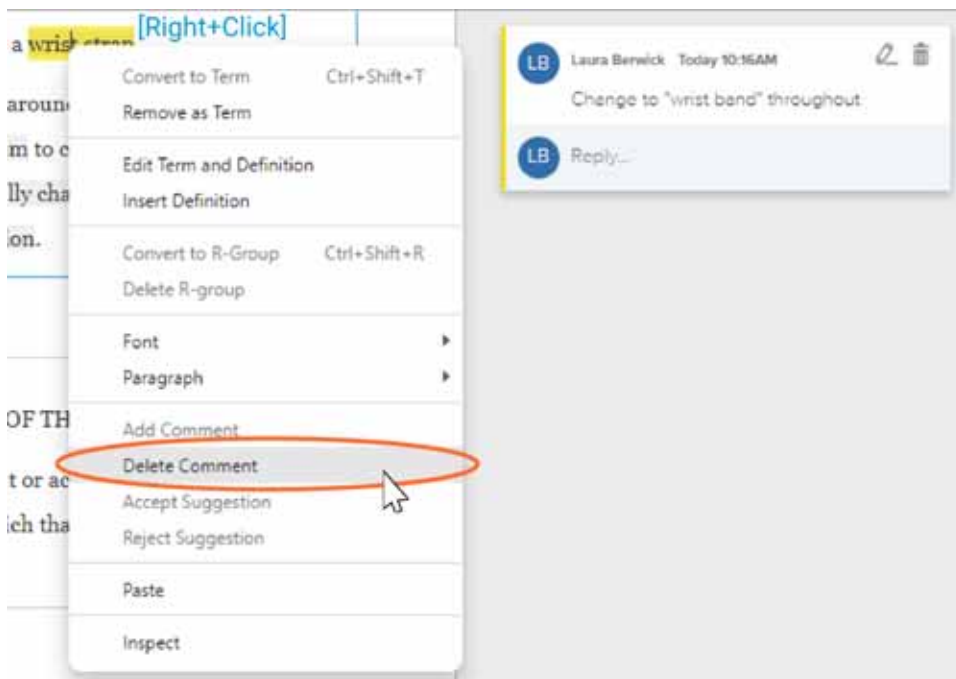 [Right+Click]
a wrist strap
around
m to c
lly cha
ion.
OF TH
t or ac
ich tha
Convert to Term Ctrl+Shift+T
Remove as Term
Edit Term and Definition
Insert Definition
Convert to R-Group Ctrl+Shift+R
Delete R-group
Font
Paragraph
Add Comment
Delete Comment
Accept Suggestion
Reject Suggestion
Paste
Inspect
LB Laura Berwick Today 10:16AM
Change to "wrist band" throughout
LB Reply...